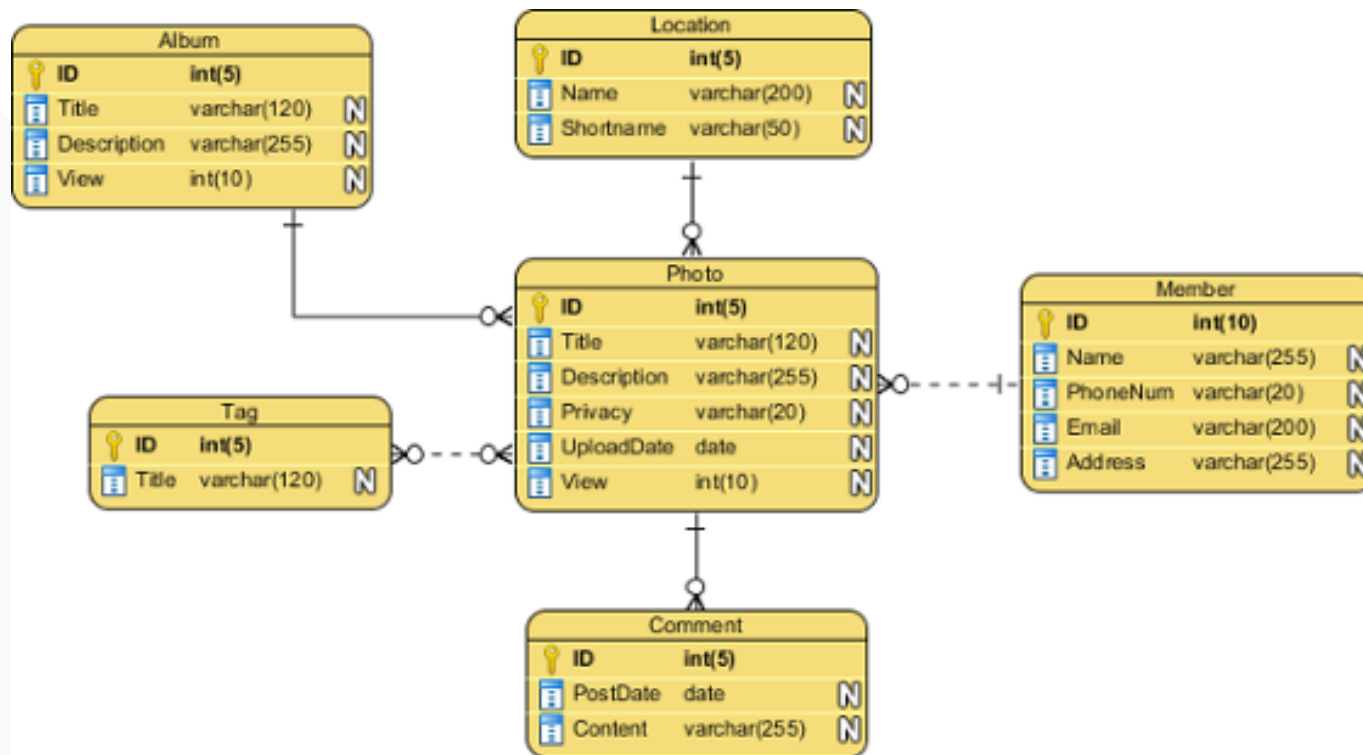 Album
ID int(5)
Title varchar(120) N
Description varchar(255) N
View int(10) N
Location
ID int(5)
Name varchar(200) N
Shortname varchar(50) N
Photo
ID int(5)
Title varchar(120) N
Description varchar(255) N
Privacy varchar(20) N
UploadDate date N
View int(10) N
Member
ID int(10)
Name varchar(255) N
PhoneNum varchar(20) N
Email varchar(200) N
Address varchar(255) N
Tag
ID int(5)
Title varchar(120) N
Comment
ID int(5)
PostDate date N
Content varchar(255) N